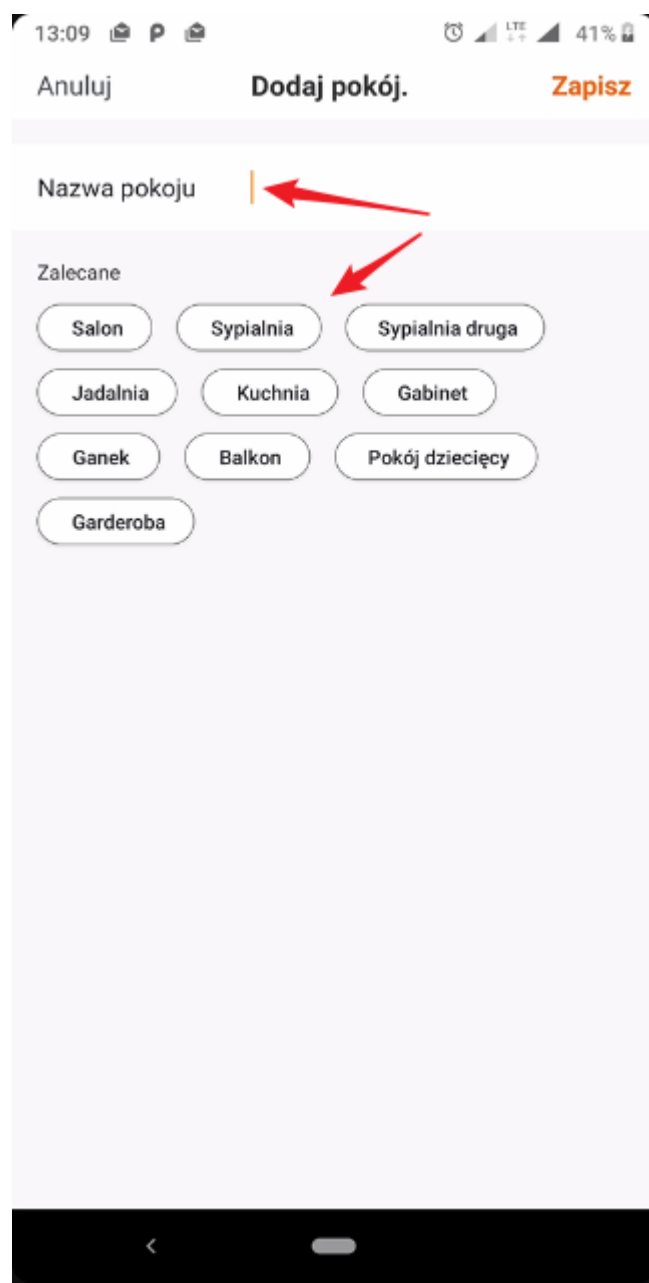 13:09 P LTE 41%
Anuluj Dodaj pokój. Zapisz
Nazwa pokoju
Zalecane
Salon Sypialnia Sypialnia druga
Jadalnia Kuchnia Gabinet
Ganek Balkon Pokój dziecięcy
Garderoba